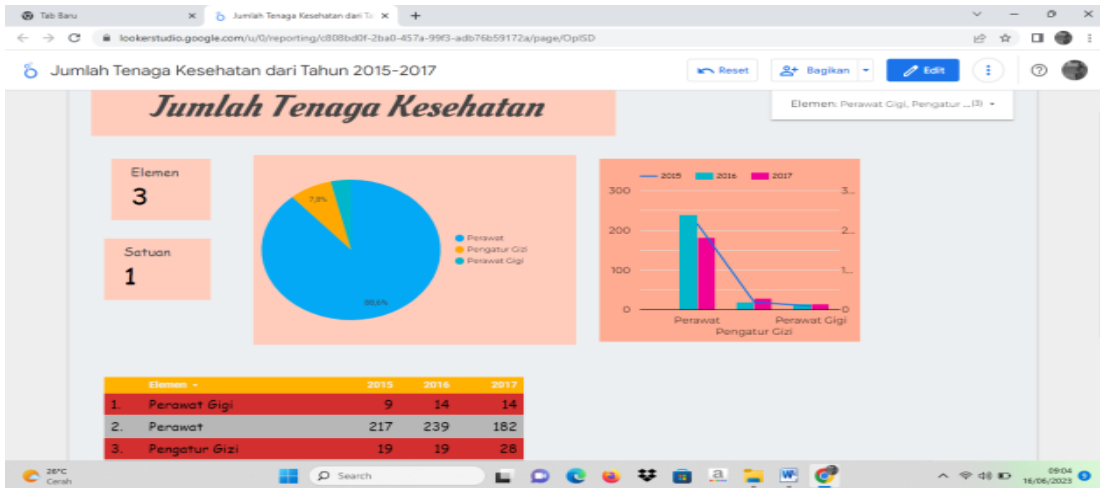 Tab Baru
Jumlah Tenaga Kesehatan dari Ta
lookerstudio.google.com/u/0/reporting/c808bd0f-2ba0-457a-99f3-adb76b59172a/page/OpISD
Jumlah Tenaga Kesehatan dari Tahun 2015-2017
Reset
Bagikan
Edit
Jumlah Tenaga Kesehatan
Elemen: Perawat Gigi, Pengatur ... (3)
Elemen
3
Satuan
1
7,8%
88,6%
Perawat
Pengatur Gizi
Perawat Gigi
2015 2016 2017
300 3...
200 2...
100 1...
0 0
Perawat Perawat Gigi
Pengatur Gizi
Elemen 2015 2016 2017
1. Perawat Gigi 9 14 14
2. Perawat 217 239 182
3. Pengatur Gizi 19 19 28
26°C
Cerah
Search
09:04
16/06/2023